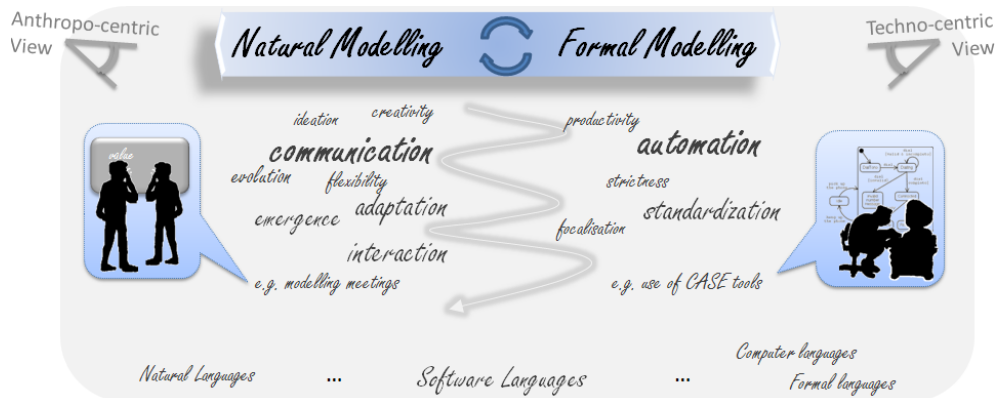 Anthropo-centric
View
Natural Modelling
Formal Modelling
Techno-centric
View
ideation
creativity
productivity
communication
automation
value
evolution
flexibility
strictness
emergence
adaptation
standardization
focalisation
interaction
e.g. modelling meetings
e.g. use of CASE tools
Natural Languages
...
Software Languages
...
Computer languages
Formal languages